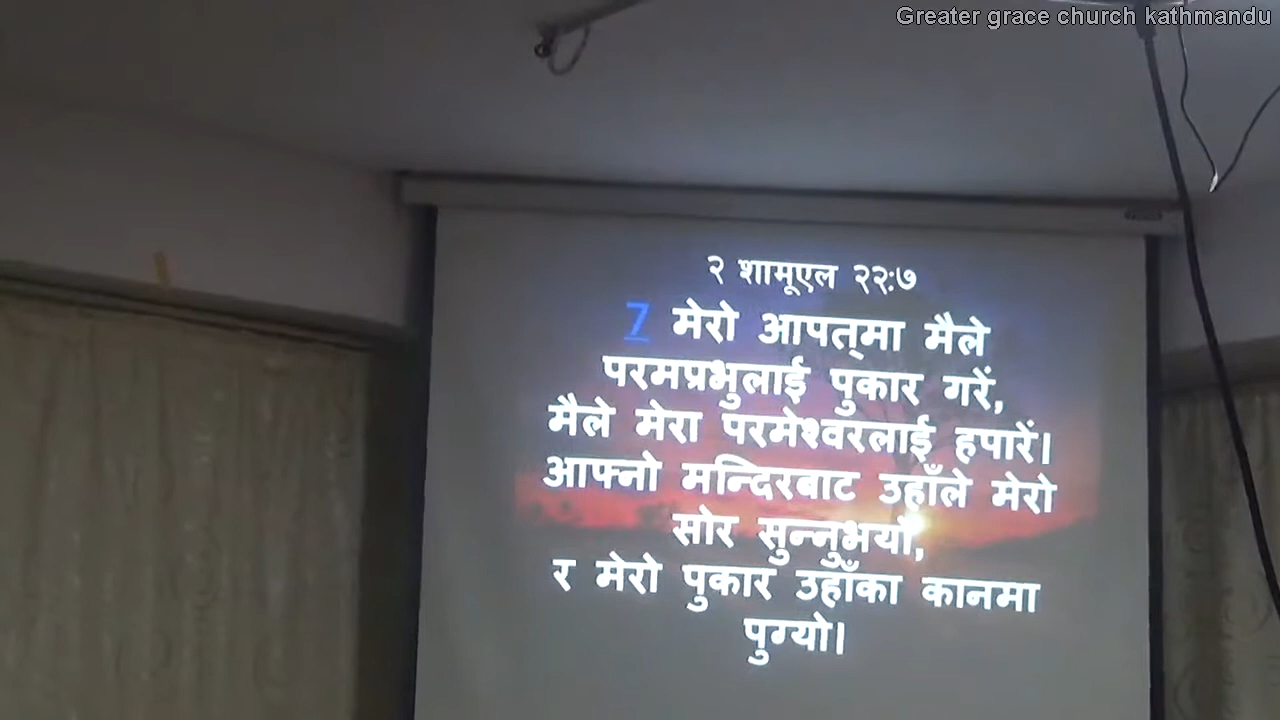 Greater grace church kathmandu
२ शामूएल २२:७
7 मेरो आपत्‌मा मैले
परमप्रभुलाई पुकार गरें,
मैले मेरा परमेश्वरलाई हपारें।
आफ्नो मन्दिरबाट उहाँले मेरो
सोर सुन्नुभयो,
र मेरो पुकार उहाँका कानमा
पुग्यो।